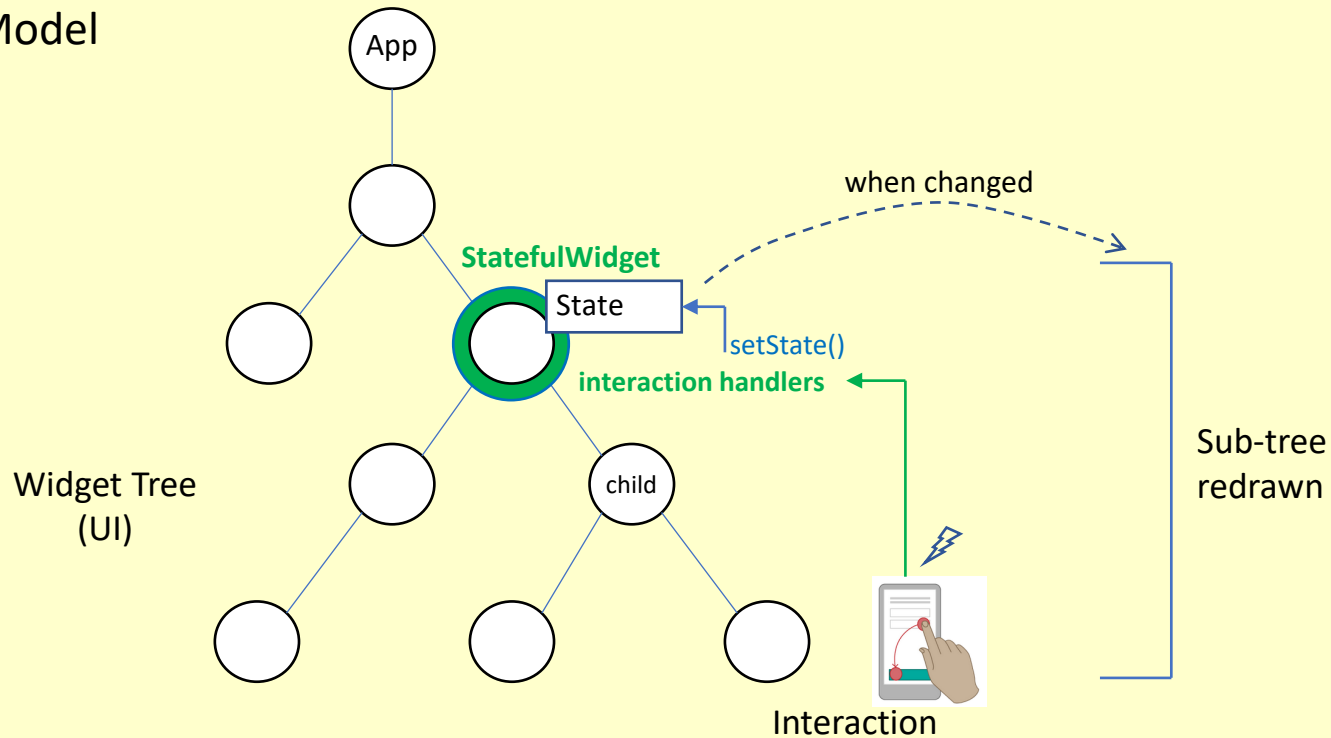 Model
App
when changed
StatefulWidget
State
setState()
interaction handlers
Widget Tree
(UI)
child
Sub-tree
redrawn
Interaction